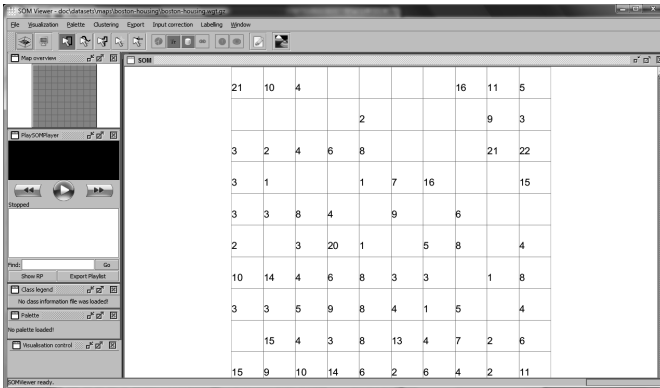 SOM Viewer - doc\datasets\maps\boston-housing\boston-housing.wgt.gz
File Visualization Palette Clustering Export Input correction Labelling Window
Map overview
SOM
21 10 4 16 11 5
2 9 3
PlaySOMPlayer
3 2 4 6 8 21 22
3 1 1 7 16 15
Stopped
3 3 8 4 9 6
2 3 20 1 5 8 4
Find: Go
Show RP Export Playlist
10 14 4 6 8 3 3 1 8
Class legend
No class information file was loaded!
3 3 5 9 8 4 1 5 4
Palette
No palette loaded!
15 4 3 8 13 4 7 2 6
Visualisation control
15 9 10 14 6 2 6 4 2 11
SOMViewer ready.